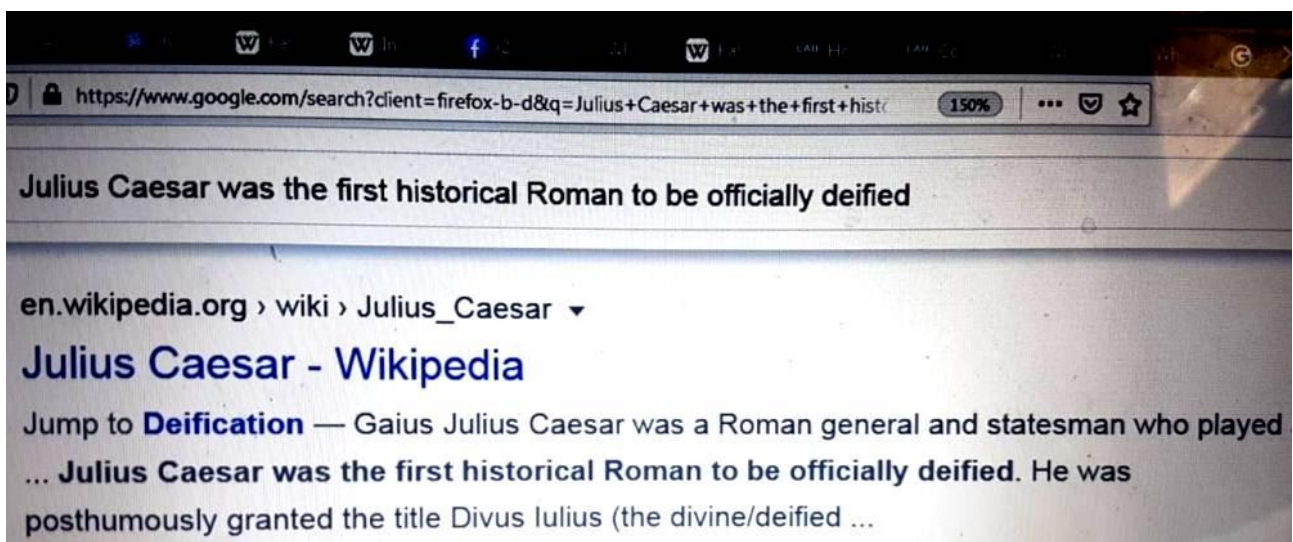 https://www.google.com/search?client=firefox-b-d&q=Julius+Caesar+was+the+first+hist
150%
Julius Caesar was the first historical Roman to be officially deified
en.wikipedia.org › wiki › Julius_Caesar
Julius Caesar - Wikipedia
Jump to Deification — Gaius Julius Caesar was a Roman general and statesman who played
... Julius Caesar was the first historical Roman to be officially deified. He was
posthumously granted the title Divus Iulius (the divine/deified ...